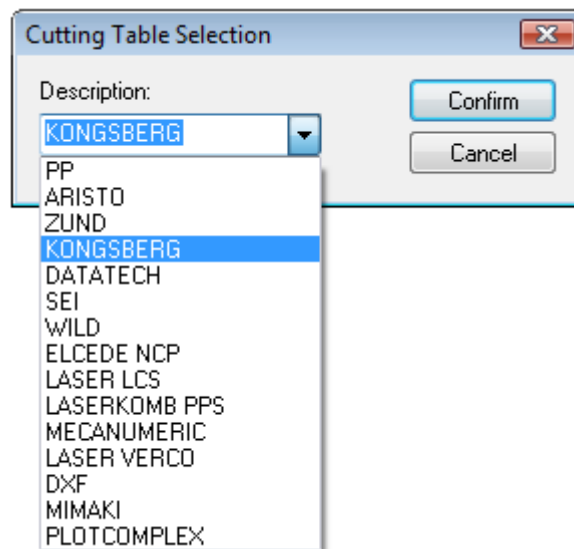 Cutting Table Selection
Description:
KONGSBERG
Confirm
Cancel
PP
ARISTO
ZUND
KONGSBERG
DATATECH
SEI
WILD
ELCEDE NCP
LASER LCS
LASERKOMB PPS
MECANUMERIC
LASER VERCO
DXF
MIMAKI
PLOTCOMPLEX